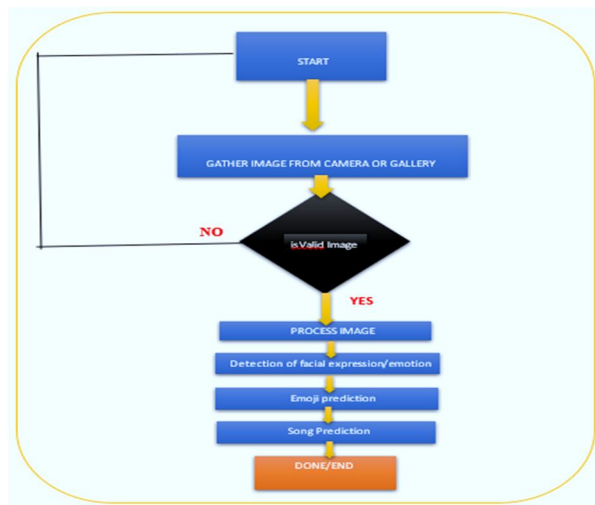 START
GATHER IMAGE FROM CAMERA OR GALLERY
NO
isValid Image
YES
PROCESS IMAGE
Detection of facial expression/emotion
Emoji prediction
Song Prediction
DONE/END